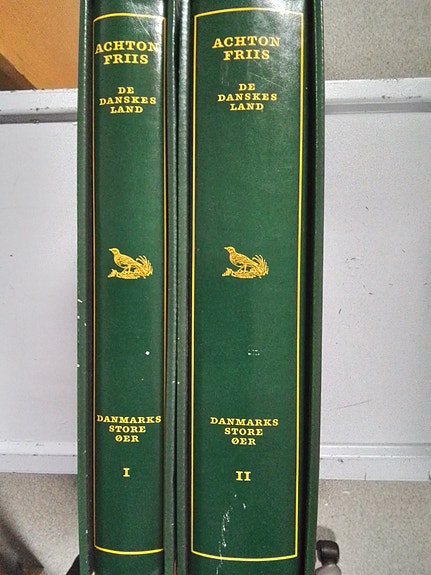 ACHTON
FRIIS
DE
DANSKES
LAND
DANMARKS
STORE
ØER
I
ACHTON
FRIIS
DE
DANSKES
LAND
DANMARKS
STORE
ØER
II